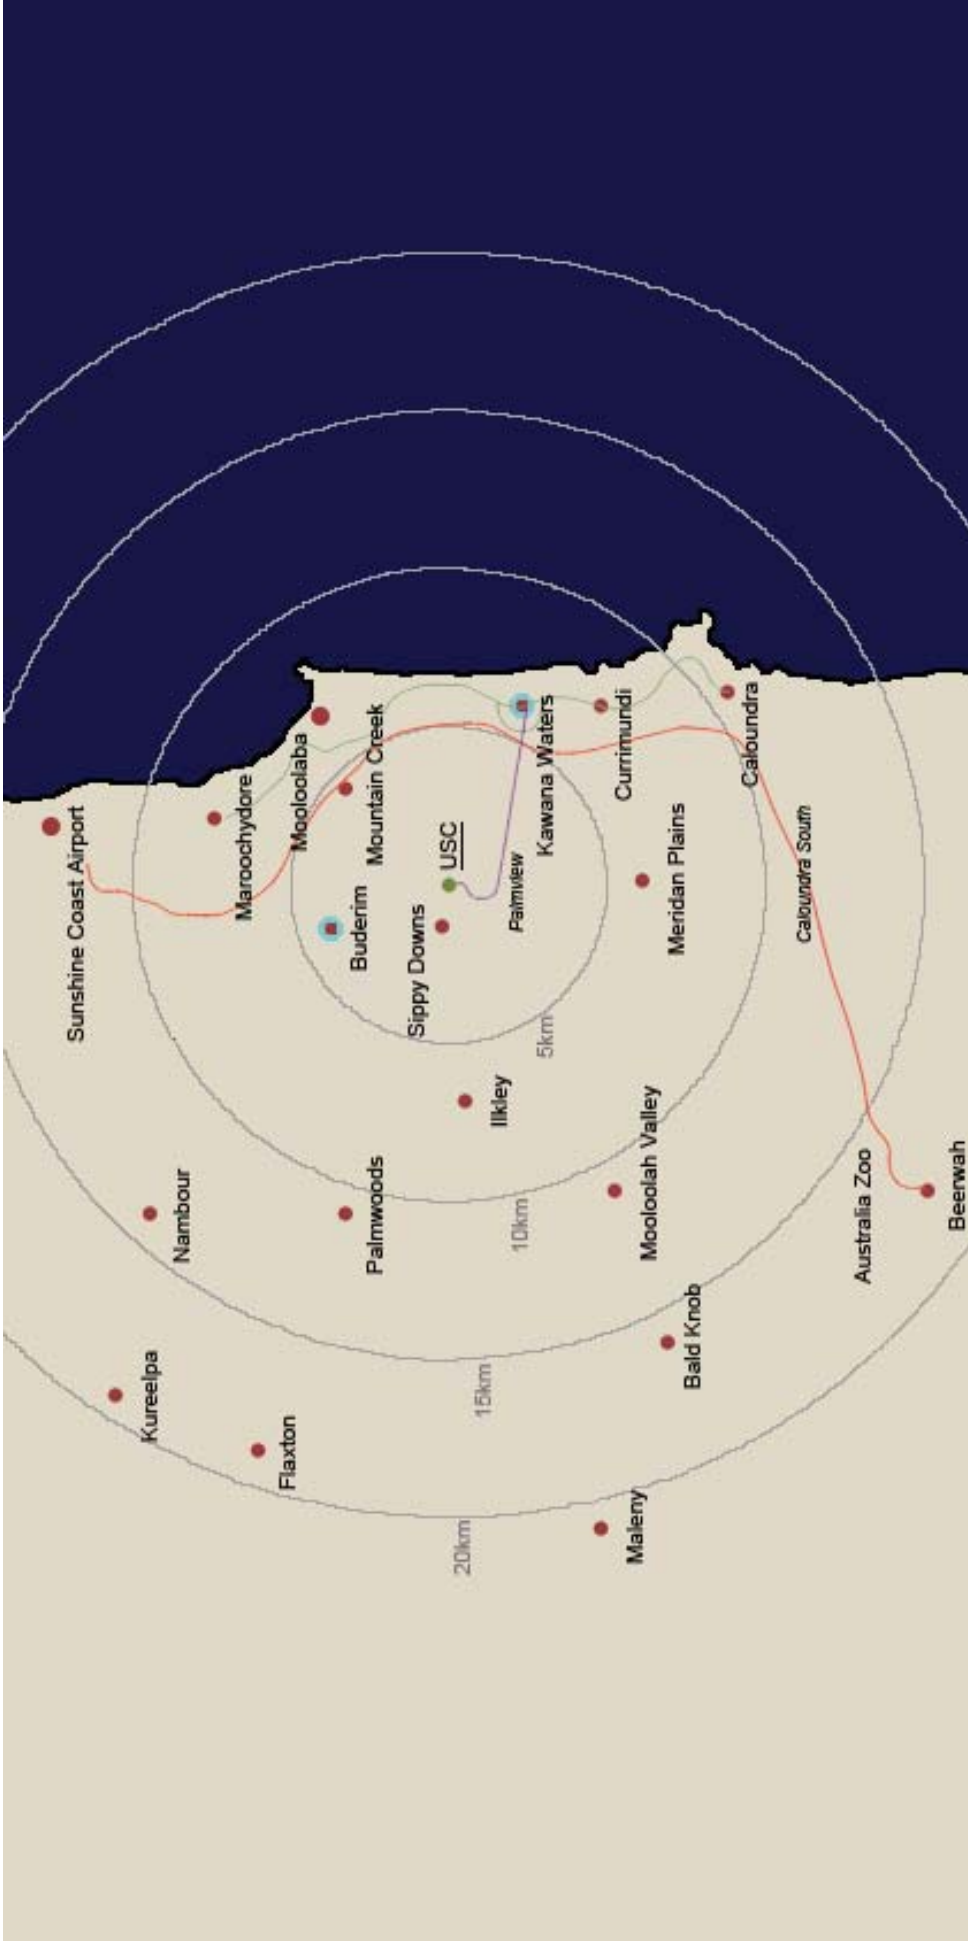 Sunshine Coast Airport
Maroochydore
Mooloolaba
Mountain Creek
Buderim
USC
Sippy Downs
Palmview
Kawana Waters
Currimundi
Meridan Plains
Caloundra
Caloundra South
5km
Ilkley
Nambour
Palmwoods
10km
Mooloolah Valley
Australia Zoo
Beerwah
Bald Knob
15km
Kureelpa
Flaxton
20km
Maleny